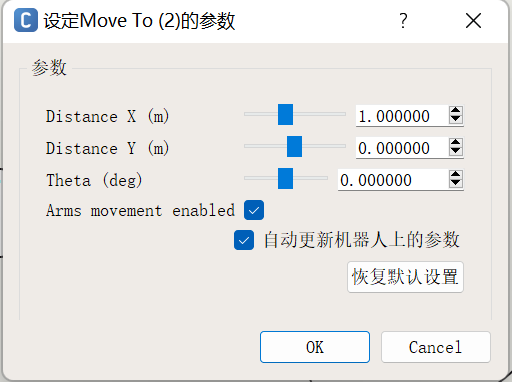 C 设定Move To (2)的参数 ? ×
参数
Distance X (m) 1.000000
Distance Y (m) 0.000000
Theta (deg) 0.000000
Arms movement enabled
自动更新机器人上的参数
恢复默认设置
OK Cancel